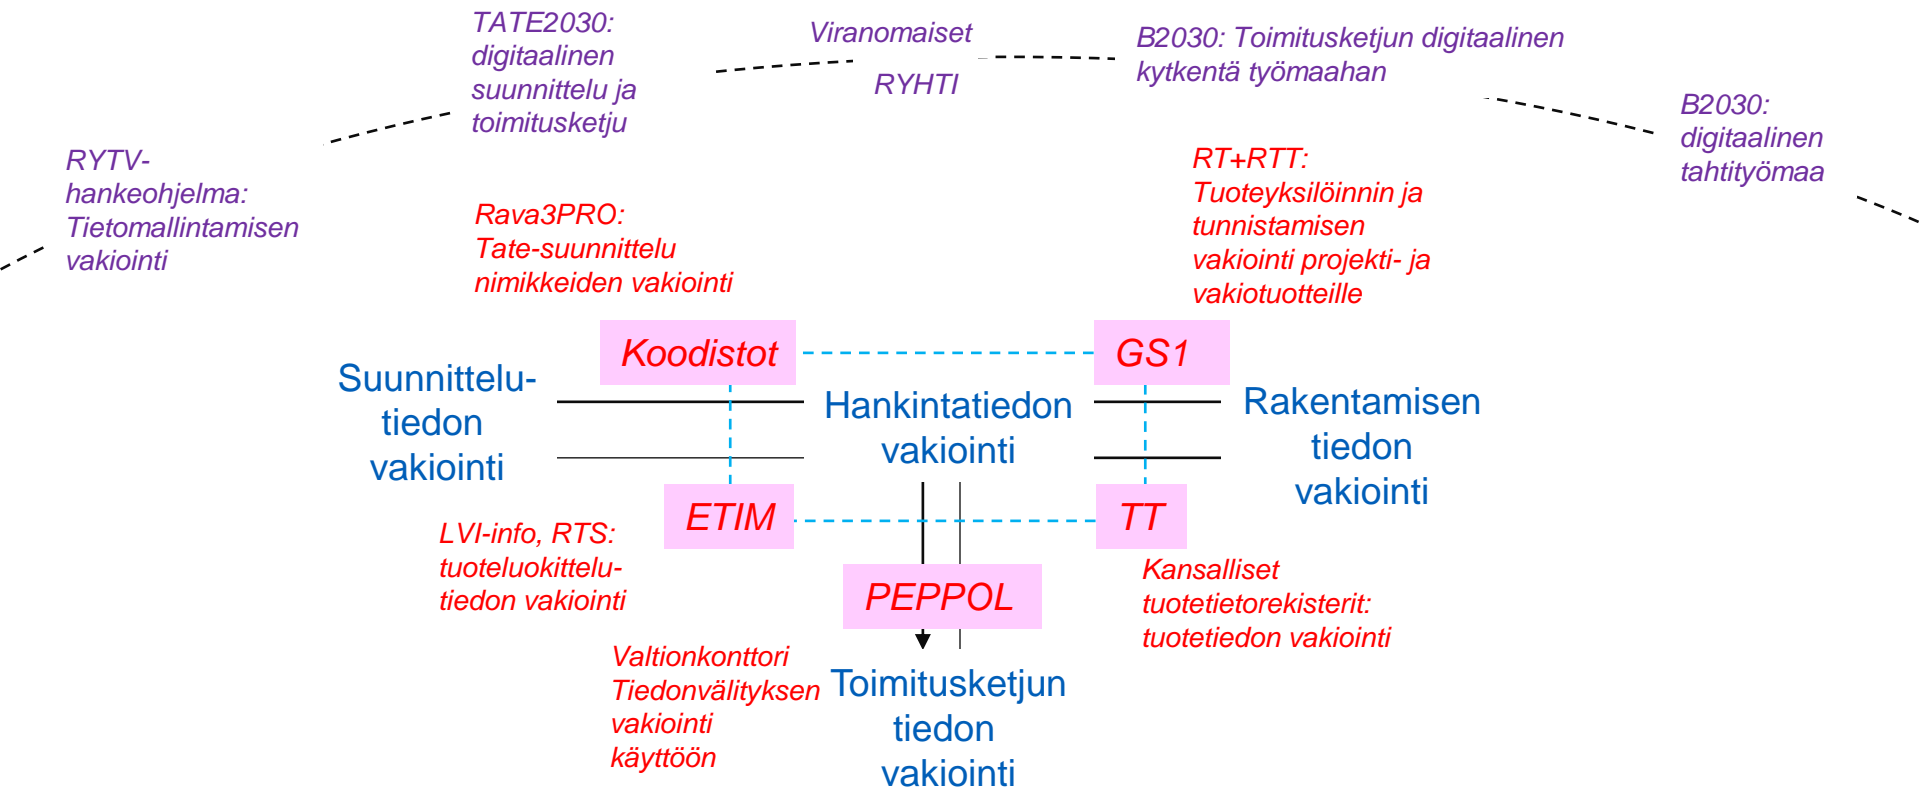 TATE2030:
digitaalinen
suunnittelu ja
toimitusketju
Viranomaiset
RYHTI
B2030: Toimitusketjun digitaalinen
kytkentä työmaahan
B2030:
digitaalinen
tahtityömaa
RYTV-
hankeohjelma:
Tietomallintamisen
vakiointi
Rava3PRO:
Tate-suunnittelu
nimikkeiden vakiointi
RT+RTT:
Tuoteyksilöinnin ja
tunnistamisen
vakiointi projekti- ja
vakiotuotteille
Koodistot
GS1
Suunnittelu-
tiedon
vakiointi
Hankintatiedon
vakiointi
Rakentamisen
tiedon
vakiointi
ETIM
TT
LVI-info, RTS:
tuoteluokittelu-
tiedon vakiointi
PEPPOL
Kansalliset
tuotetietorekisterit:
tuotetiedon vakiointi
Valtionkonttori
Tiedonvälityksen
vakiointi
käyttöön
Toimitusketjun
tiedon
vakiointi